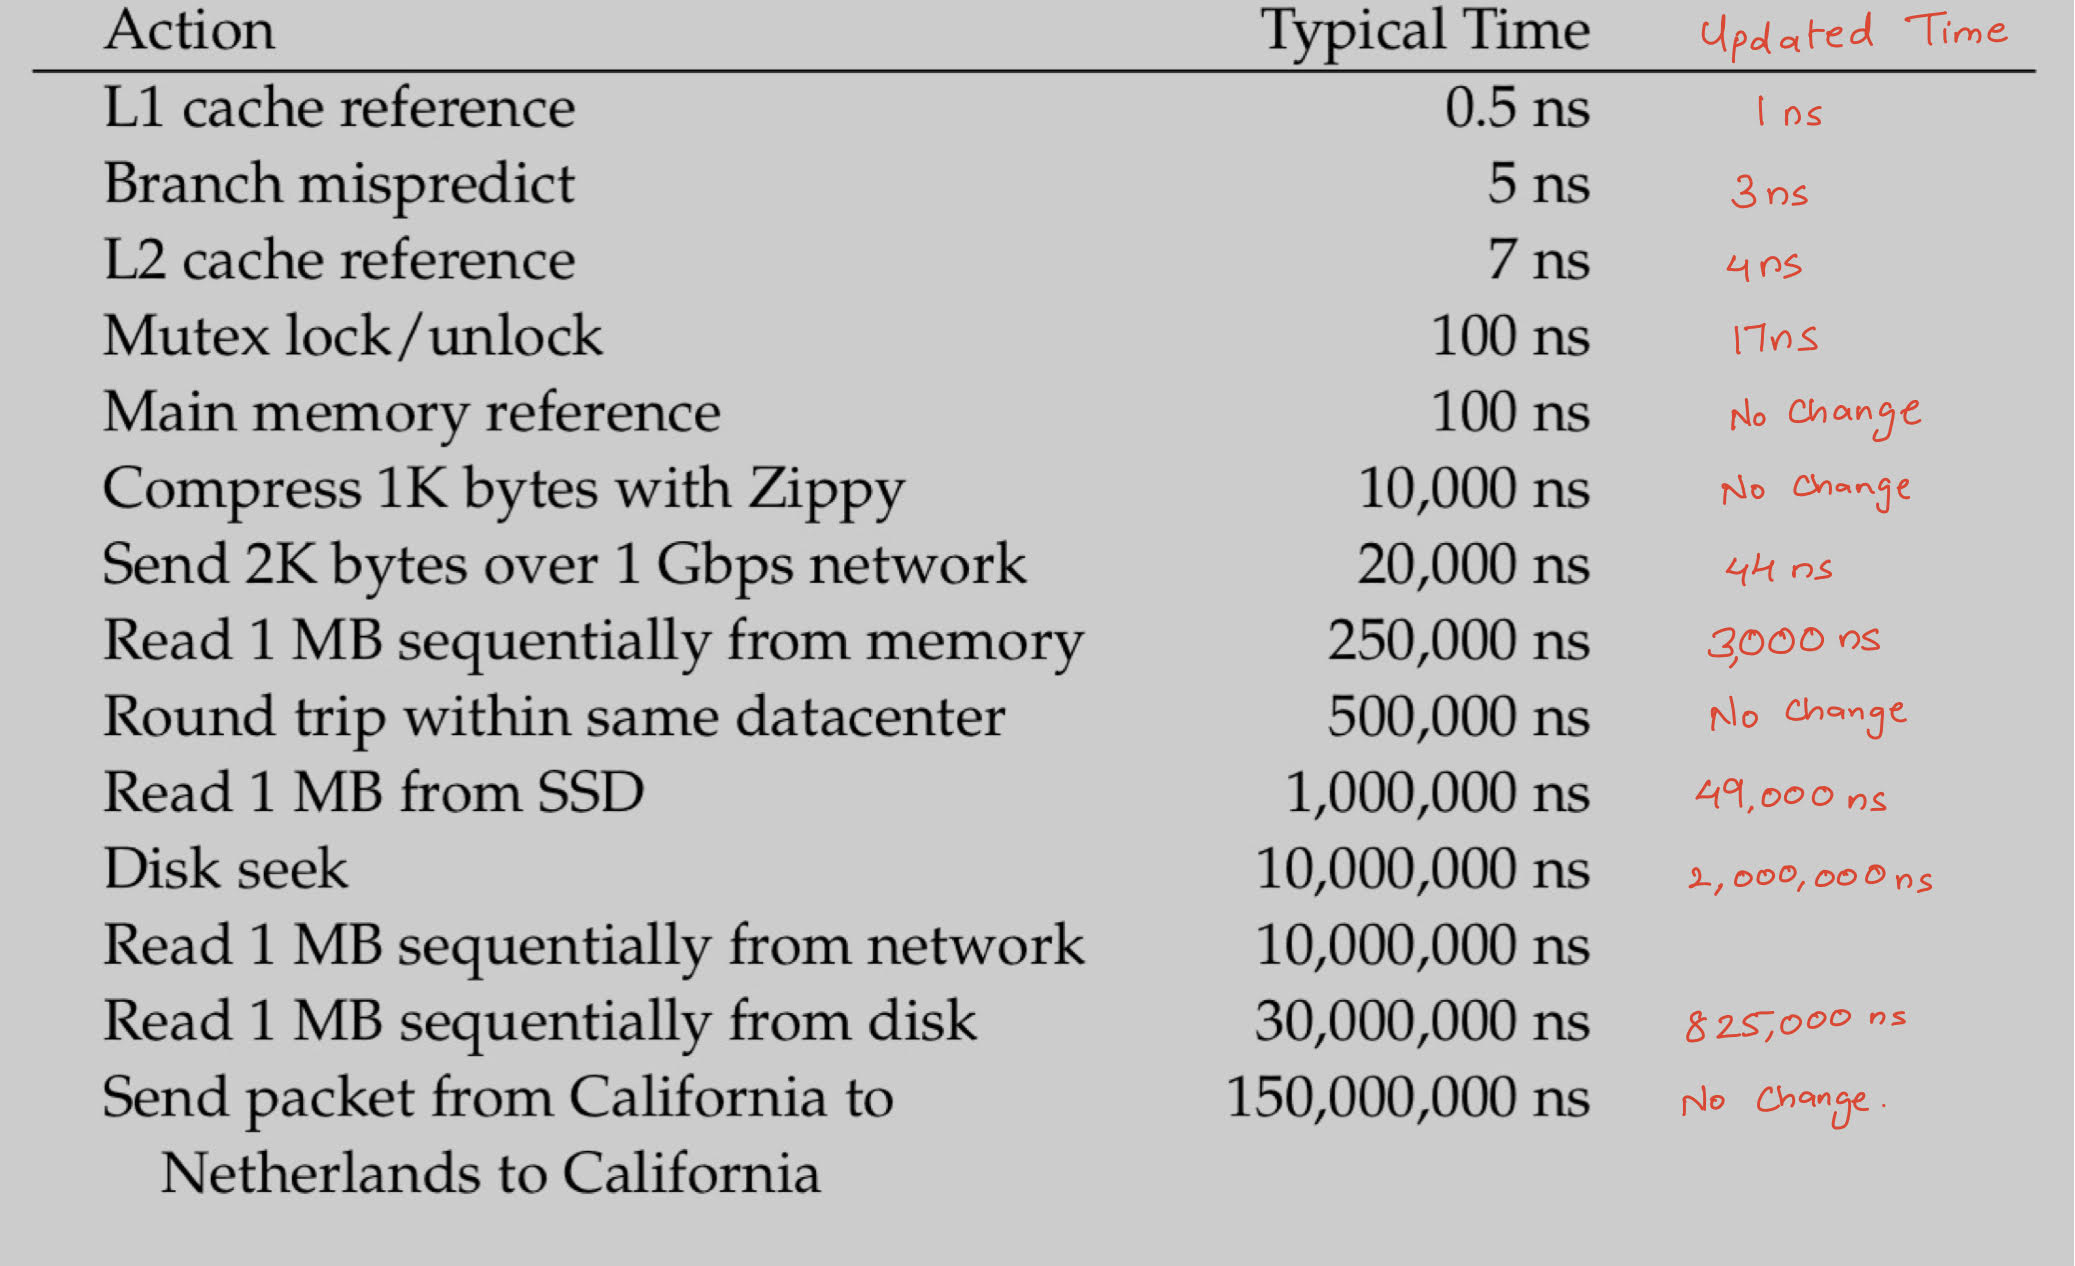 Action Typical Time Updated Time
L1 cache reference 0.5 ns 1 ns
Branch mispredict 5 ns 3 ns
L2 cache reference 7 ns 4 ns
Mutex lock/unlock 100 ns 17 ns
Main memory reference 100 ns No Change
Compress 1K bytes with Zippy 10,000 ns No Change
Send 2K bytes over 1 Gbps network 20,000 ns 44 ns
Read 1 MB sequentially from memory 250,000 ns 3,000 ns
Round trip within same datacenter 500,000 ns No Change
Read 1 MB from SSD 1,000,000 ns 49,000 ns
Disk seek 10,000,000 ns 2,000,000 ns
Read 1 MB sequentially from network 10,000,000 ns
Read 1 MB sequentially from disk 30,000,000 ns 825,000 ns
Send packet from California to 150,000,000 ns No Change.
Netherlands to California